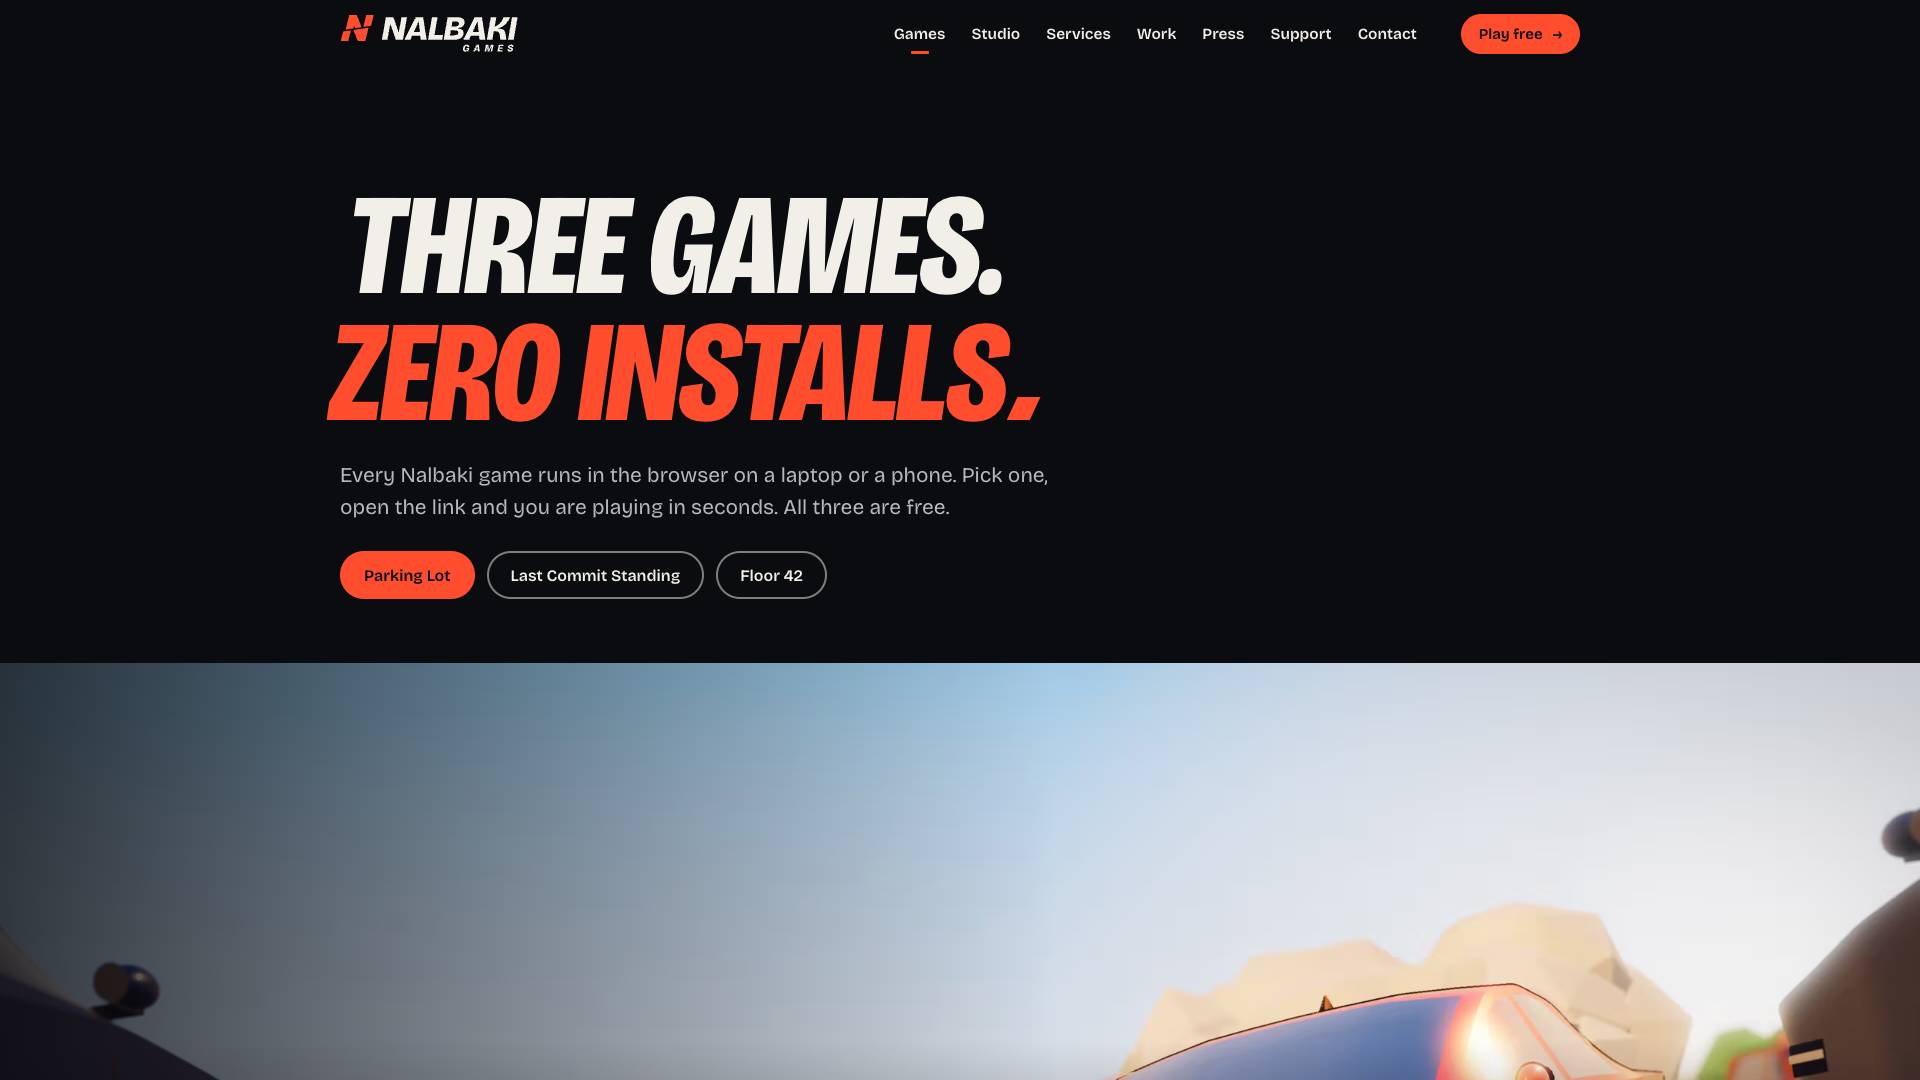 NALBAKI
GAMES
Games Studio Services Work Press Support Contact Play free →
THREE GAMES.
ZERO INSTALLS.
Every Nalbaki game runs in the browser on a laptop or a phone. Pick one,
open the link and you are playing in seconds. All three are free.
Parking Lot Last Commit Standing Floor 42